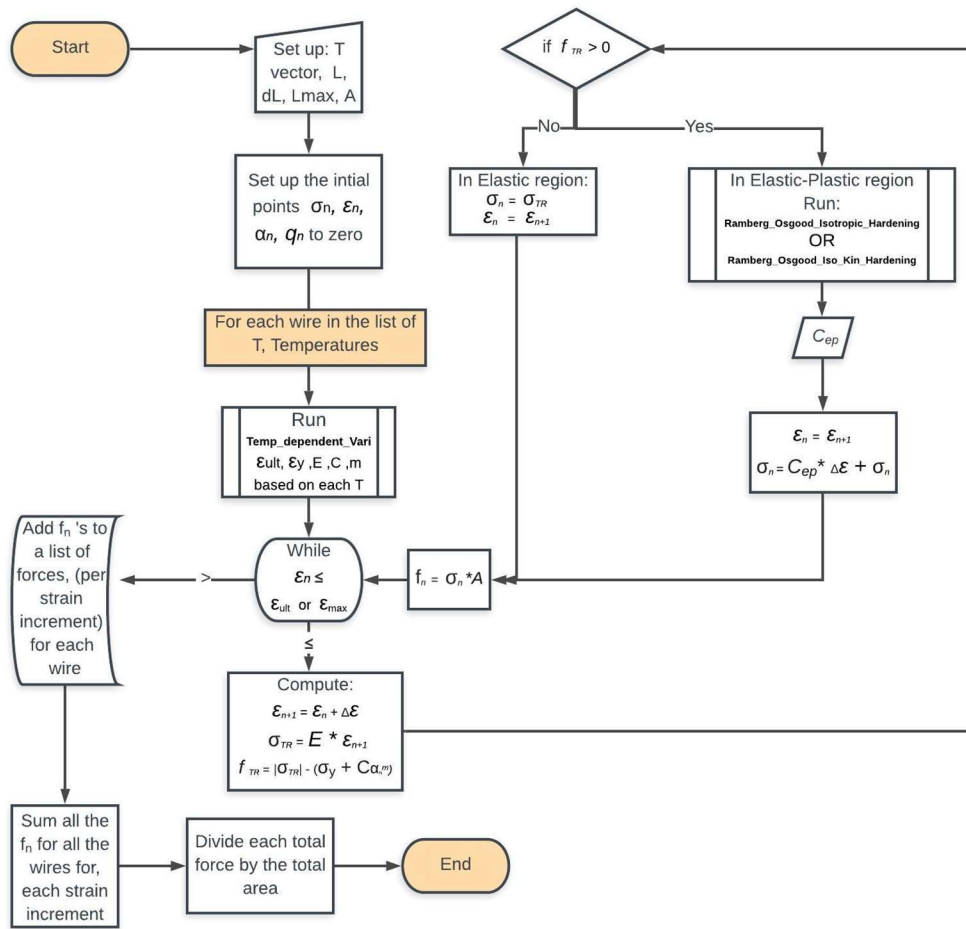 Start
Set up: T
vector, L,
dL, Lmax, A
Set up the intial
points σn, εn,
αn, qn to zero
For each wire in the list of
T, Temperatures
Run
Temp_dependent_Vari
εult, εy ,E ,C ,m
based on each T
While
εn ≤
εult or εmax
>
≤
Add fn 's to
a list of
forces, (per
strain
increment)
for each
wire
Compute:
εn+1 = εn + Δε
σTR = E * εn+1
f TR = |σTR| - (σy + Cαn^m)
if f TR > 0
No
Yes
In Elastic region:
σn = σTR
εn = εn+1
In Elastic-Plastic region
Run:
Ramberg_Osgood_Isotropic_Hardening
OR
Ramberg_Osgood_Iso_Kin_Hardening
Cep
εn = εn+1
σn = Cep* Δε + σn
fn = σn *A
Sum all the
fn for all the
wires for,
each strain
increment
Divide each total
force by the total
area
End